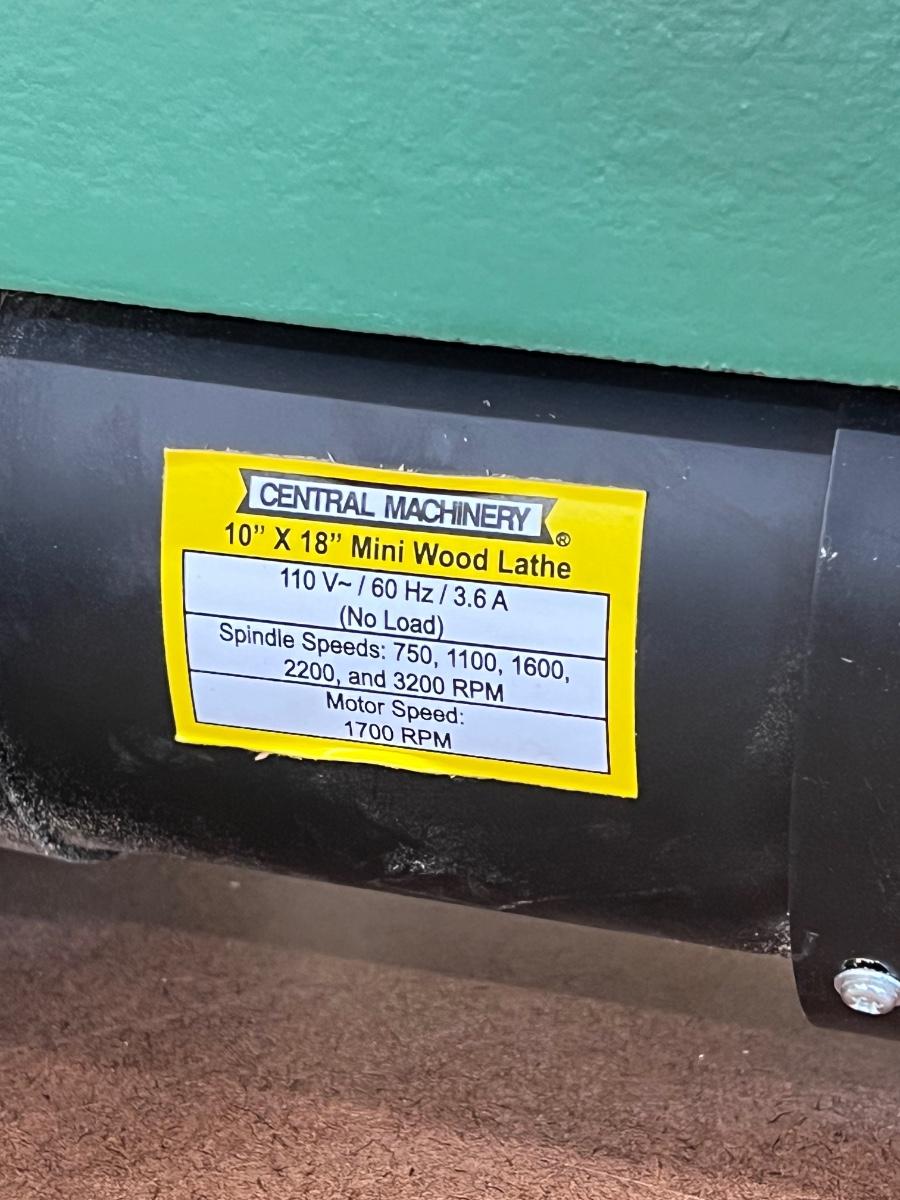 CENTRAL MACHINERY®
10” X 18” Mini Wood Lathe
110 V~ / 60 Hz / 3.6 A
(No Load)
Spindle Speeds: 750, 1100, 1600,
2200, and 3200 RPM
Motor Speed:
1700 RPM